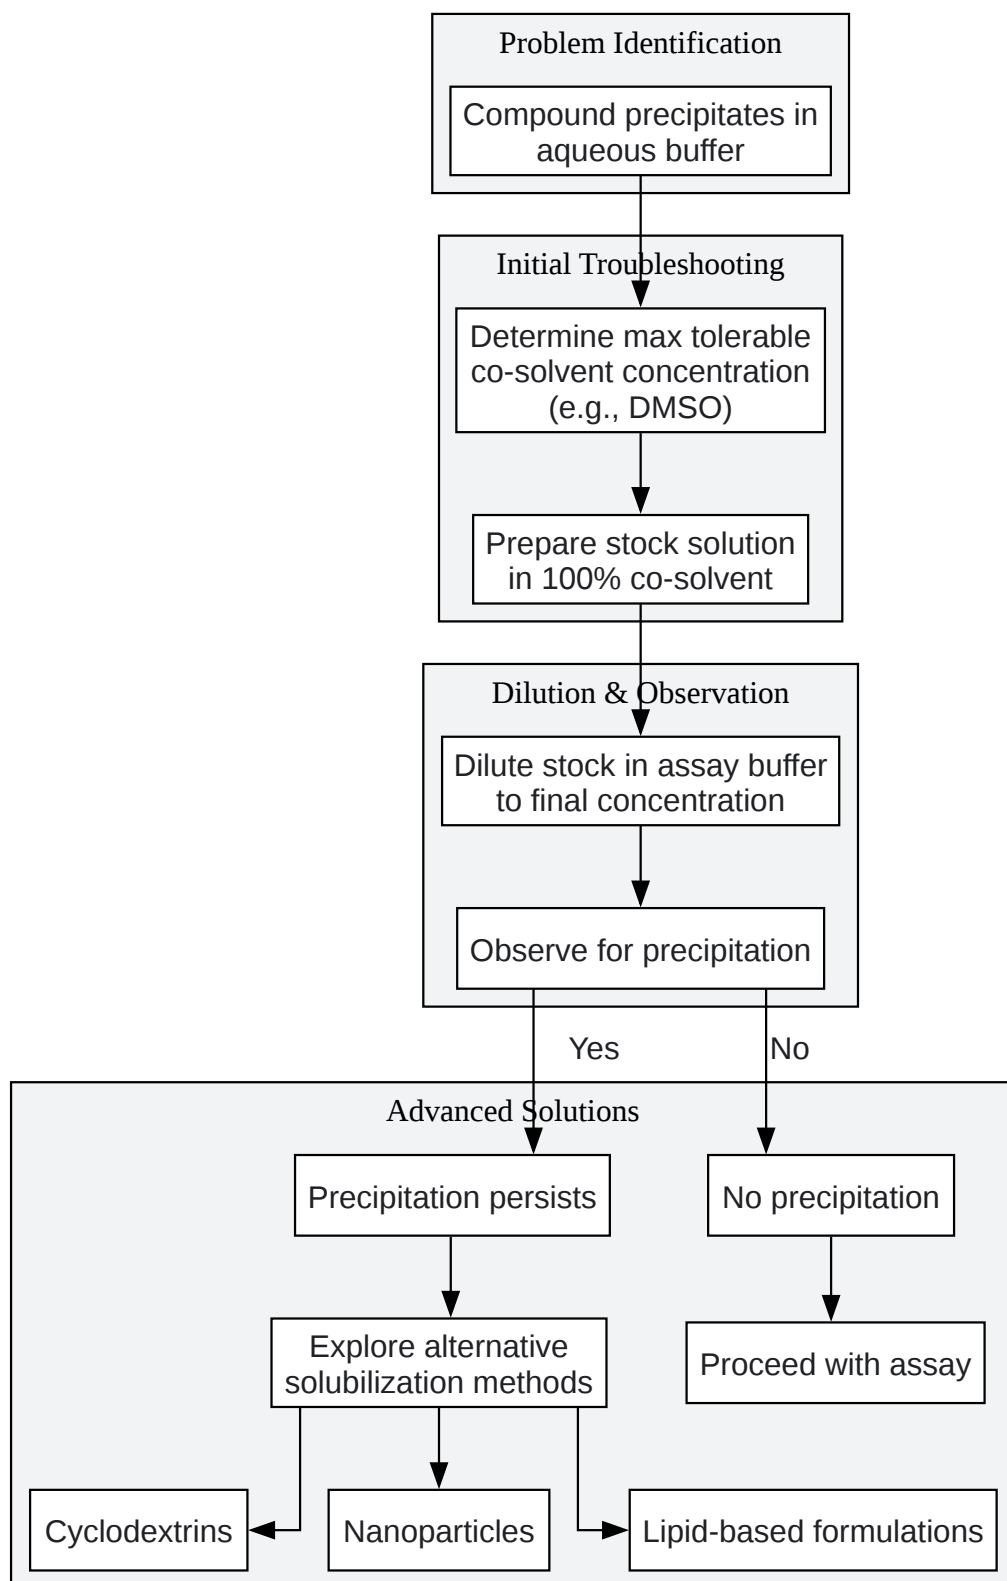 Problem Identification
Compound precipitates in
aqueous buffer
Initial Troubleshooting
Determine max tolerable
co-solvent concentration
(e.g., DMSO)
Prepare stock solution
in 100% co-solvent
Dilution & Observation
Dilute stock in assay buffer
to final concentration
Observe for precipitation
Yes
No
Advanced Solutions
Precipitation persists
No precipitation
Explore alternative
solubilization methods
Proceed with assay
Cyclodextrins
Nanoparticles
Lipid-based formulations